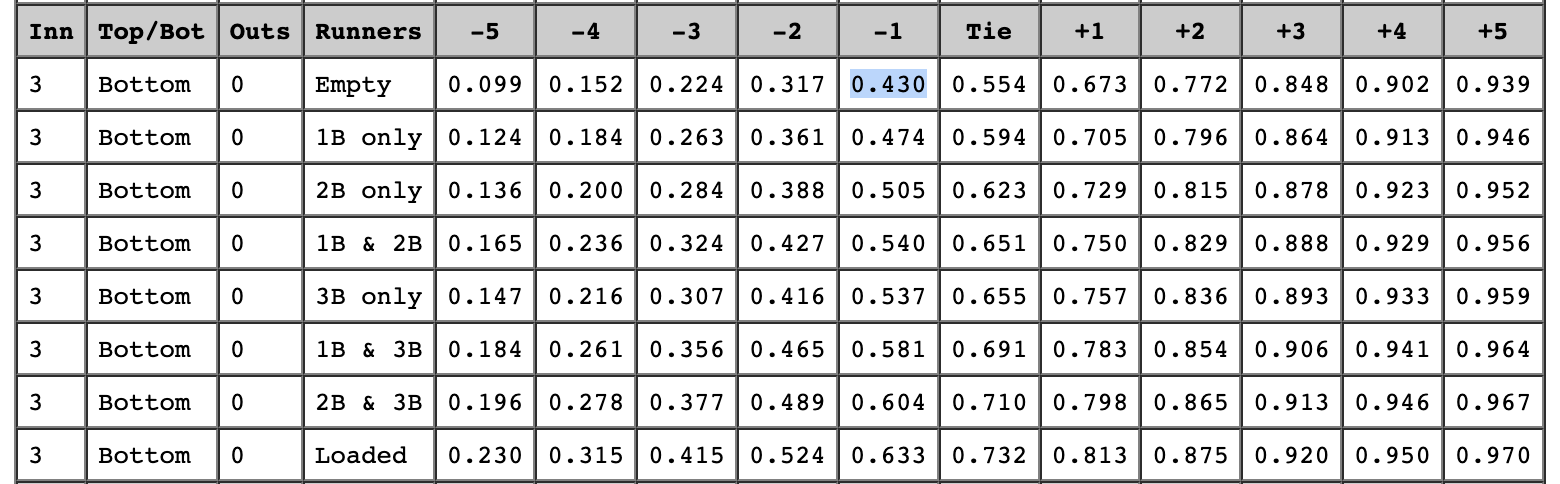 Inn Top/Bot Outs Runners -5 -4 -3 -2 -1 Tie +1 +2 +3 +4 +5
3 Bottom 0 Empty 0.099 0.152 0.224 0.317 0.430 0.554 0.673 0.772 0.848 0.902 0.939
3 Bottom 0 1B only 0.124 0.184 0.263 0.361 0.474 0.594 0.705 0.796 0.864 0.913 0.946
3 Bottom 0 2B only 0.136 0.200 0.284 0.388 0.505 0.623 0.729 0.815 0.878 0.923 0.952
3 Bottom 0 1B & 2B 0.165 0.236 0.324 0.427 0.540 0.651 0.750 0.829 0.888 0.929 0.956
3 Bottom 0 3B only 0.147 0.216 0.307 0.416 0.537 0.655 0.757 0.836 0.893 0.933 0.959
3 Bottom 0 1B & 3B 0.184 0.261 0.356 0.465 0.581 0.691 0.783 0.854 0.906 0.941 0.964
3 Bottom 0 2B & 3B 0.196 0.278 0.377 0.489 0.604 0.710 0.798 0.865 0.913 0.946 0.967
3 Bottom 0 Loaded 0.230 0.315 0.415 0.524 0.633 0.732 0.813 0.875 0.920 0.950 0.970